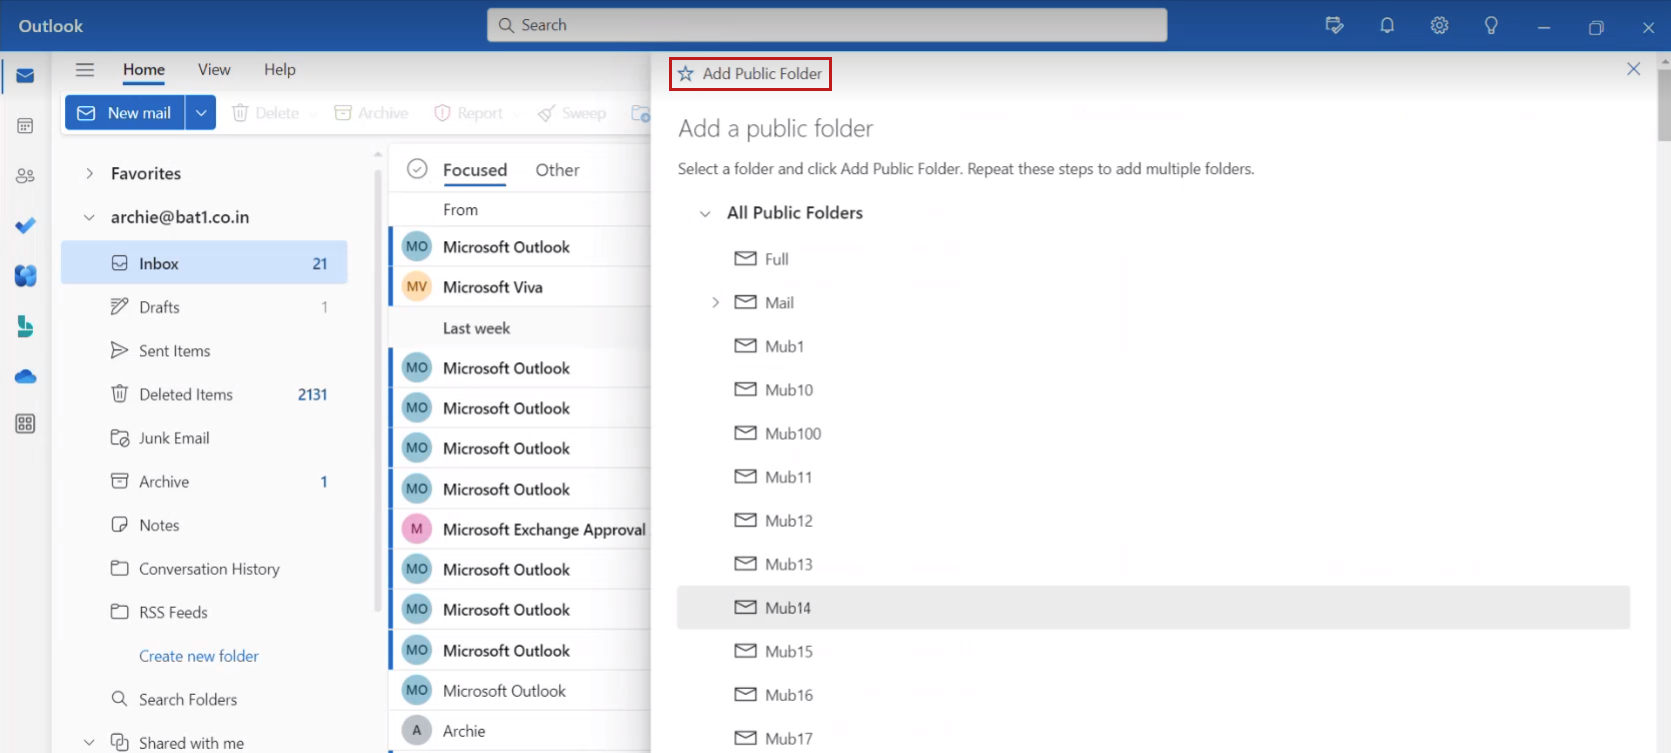 Outlook
Search
Home View Help
New mail Delete Archive Report Sweep
Favorites
archie@bat1.co.in
Inbox 21
Drafts 1
Sent Items
Deleted Items 2131
Junk Email
Archive 1
Notes
Conversation History
RSS Feeds
Create new folder
Search Folders
Shared with me
Focused Other
From
MO Microsoft Outlook
MV Microsoft Viva
Last week
MO Microsoft Outlook
MO Microsoft Outlook
MO Microsoft Outlook
MO Microsoft Outlook
M Microsoft Exchange Approval
MO Microsoft Outlook
MO Microsoft Outlook
MO Microsoft Outlook
MO Microsoft Outlook
A Archie
Add Public Folder
Add a public folder
Select a folder and click Add Public Folder. Repeat these steps to add multiple folders.
All Public Folders
Full
Mail
Mub1
Mub10
Mub100
Mub11
Mub12
Mub13
Mub14
Mub15
Mub16
Mub17